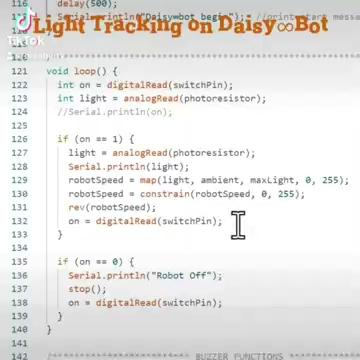 116 delay(500);
117 Serial.println("Daisywbot begin"); //print start messa
Light Tracking on Daisy∞Bot
TikTok
121 void loop() {
122 int on = digitalRead(switchPin);
123 int light = analogRead(photoresistor);
124 //Serial.println(on);
125
126 if (on == 1) {
127 light = analogRead(photoresistor);
128 Serial.println(light);
129 robotSpeed = map(light, ambient, maxLight, 0, 255);
130 robotSpeed = constrain(robotSpeed, 0, 255);
131 rev(robotSpeed);
132 on = digitalRead(switchPin);
133 }
134
135 if (on == 0) {
136 Serial.println("Robot Off");
137 stop();
138 on = digitalRead(switchPin);
139 }
140 }
141
142 /******************* BUZZER FUNCTIONS